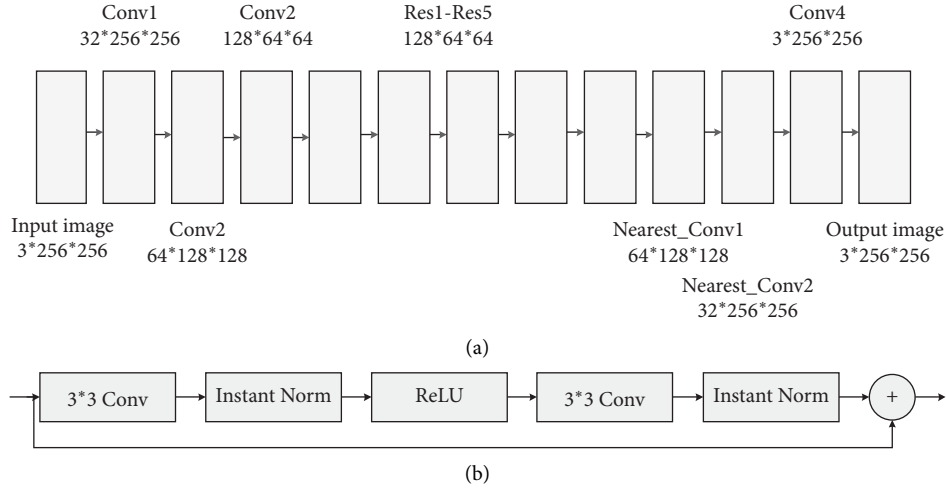 Conv1
32*256*256
Conv2
128*64*64
Res1-Res5
128*64*64
Conv4
3*256*256
Input image
3*256*256
Conv2
64*128*128
Nearest_Conv1
64*128*128
Nearest_Conv2
32*256*256
Output image
3*256*256
(a)
3*3 Conv
Instant Norm
ReLU
3*3 Conv
Instant Norm
+
(b)